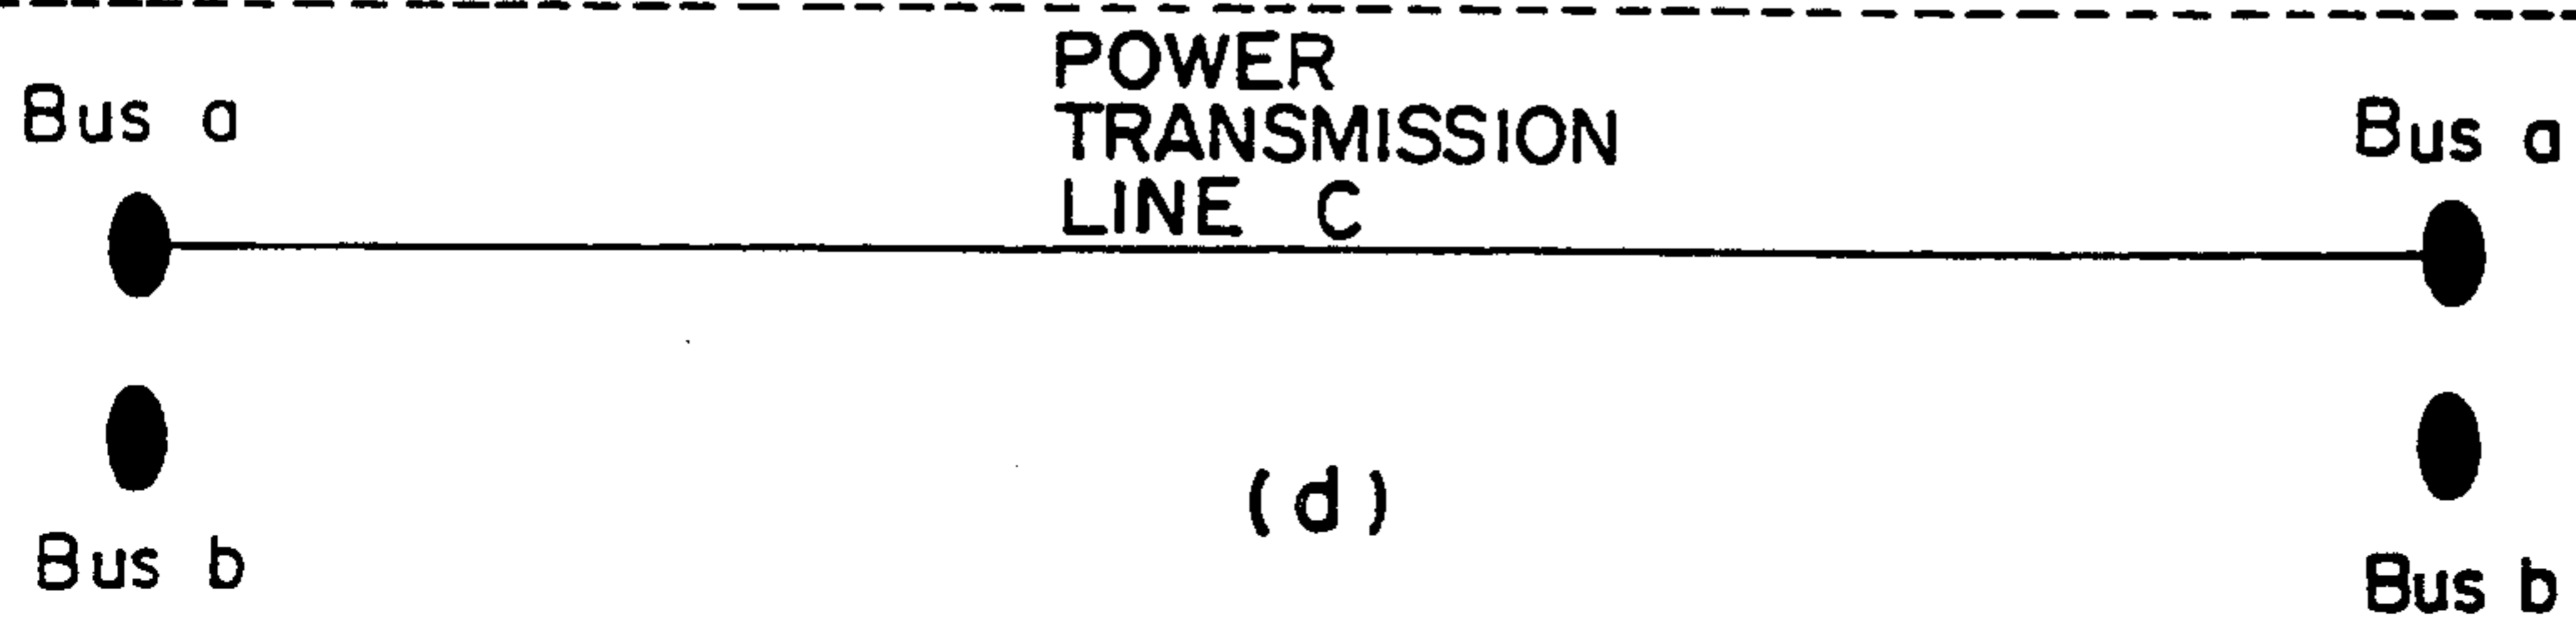 POWER
TRANSMISSION
LINE C
Bus a
Bus a
(d)
Bus b
Bus b